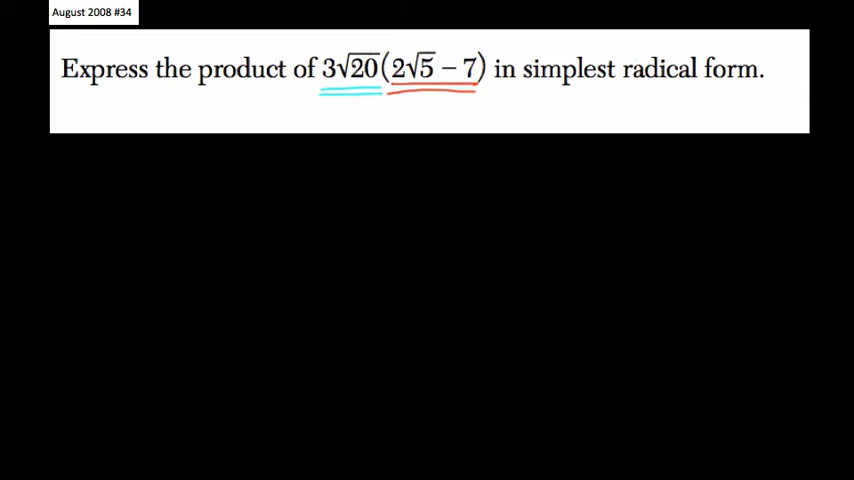 August 2008 #34
Express the product of 3√20(2√5 − 7) in simplest radical form.